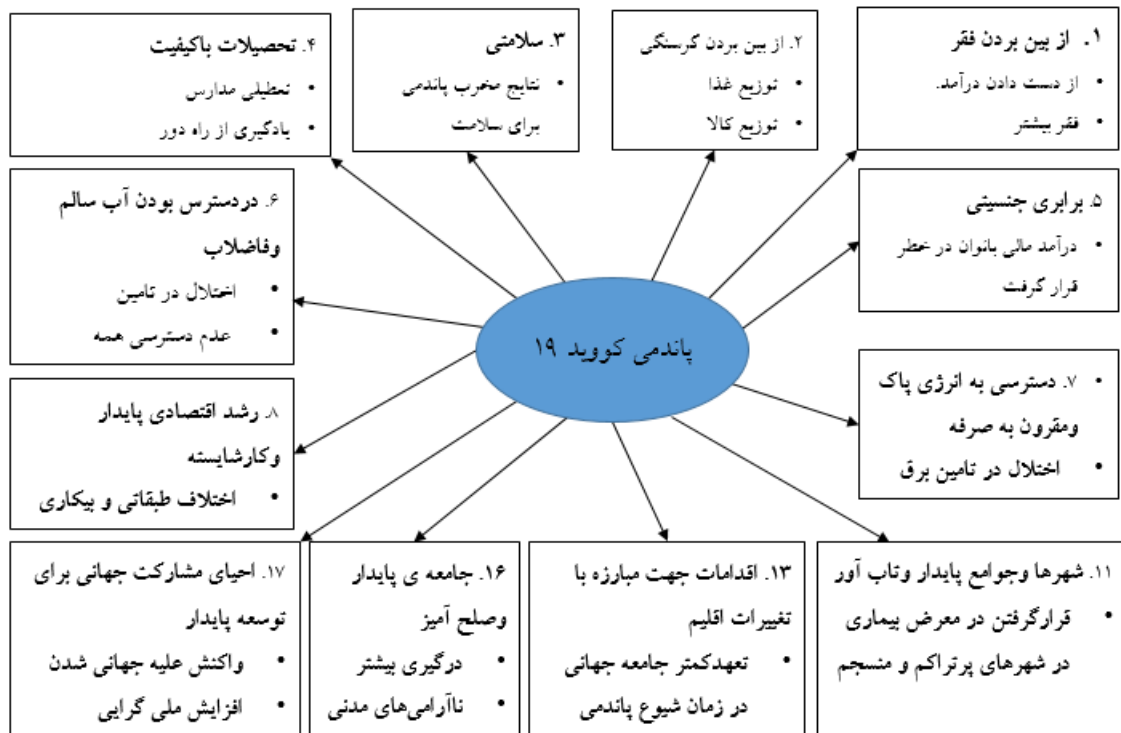 ۱. از بین بردن فقر
• از دست دادن درآمد.
• فقر بیشتر
۲. از بین بردن گرسنگی
• توزیع غذا
• توزیع کالا
۳. سلامتی
• نتایج مخرب پاندمی
برای سلامت
۴. تحصیلات باکیفیت
• تعطیلی مدارس
• یادگیری از راه دور
۵. برابری جنسیتی
• درآمد مالی بانوان در خطر
قرار گرفت
۶. دردسترس بودن آب سالم
وفاضلاب
• اختلال در تامین
• عدم دسترسی همه
پاندمی کووید ۱۹
• ۷. دسترسی به انرژی پاک
ومقرون به صرفه
• اختلال در تامین برق
۸. رشد اقتصادی پایدار
وکارشایسته
• اختلاف طبقاتی و بیکاری
۱۱. شهرها وجوامع پایدار وتاب آور
• قرارگرفتن در معرض بیماری
در شهرهای پرتراکم و منسجم
۱۳. اقدامات جهت مبارزه با
تغییرات اقلیم
• تعهدکمتر جامعه جهانی
در زمان شیوع پاندمی
۱۶. جامعه ی پایدار
وصلح آمیز
• درگیری بیشتر
• ناآرامی‌های مدنی
۱۷. احیای مشارکت جهانی برای
توسعه پایدار
• واکنش علیه جهانی شدن
• افزایش ملی گرایی